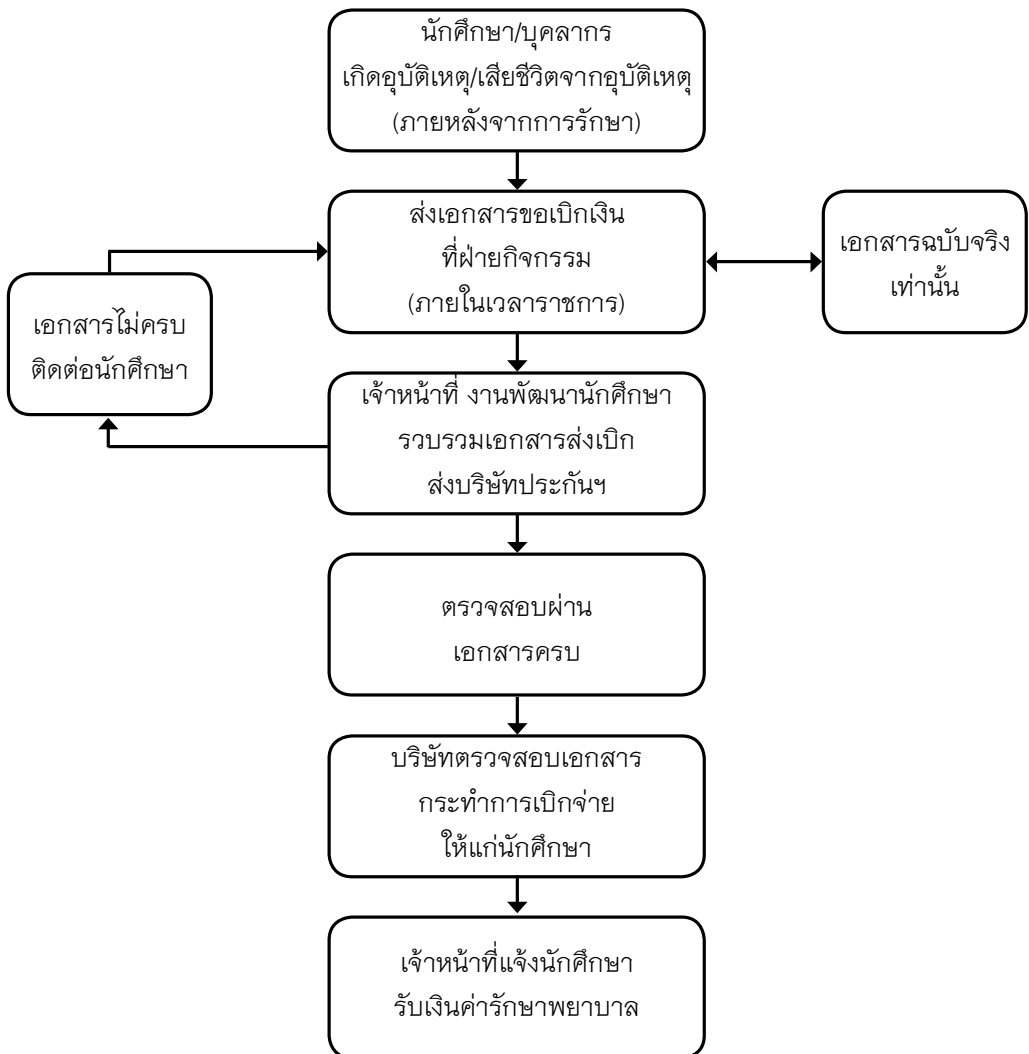 นักศึกษา/บุคลากร
เกิดอุบัติเหตุ/เสียชีวิตจากอุบัติเหตุ
(ภายหลังจากการรักษา)
ส่งเอกสารขอเบิกเงิน
ที่ฝ่ายกิจกรรม
(ภายในเวลาราชการ)
เอกสารฉบับจริง
เท่านั้น
เอกสารไม่ครบ
ติดต่อนักศึกษา
เจ้าหน้าที่ งานพัฒนานักศึกษา
รวบรวมเอกสารส่งเบิก
ส่งบริษัทประกันฯ
ตรวจสอบผ่าน
เอกสารครบ
บริษัทตรวจสอบเอกสาร
กระทำการเบิกจ่าย
ให้แก่นักศึกษา
เจ้าหน้าที่แจ้งนักศึกษา
รับเงินค่ารักษาพยาบาล